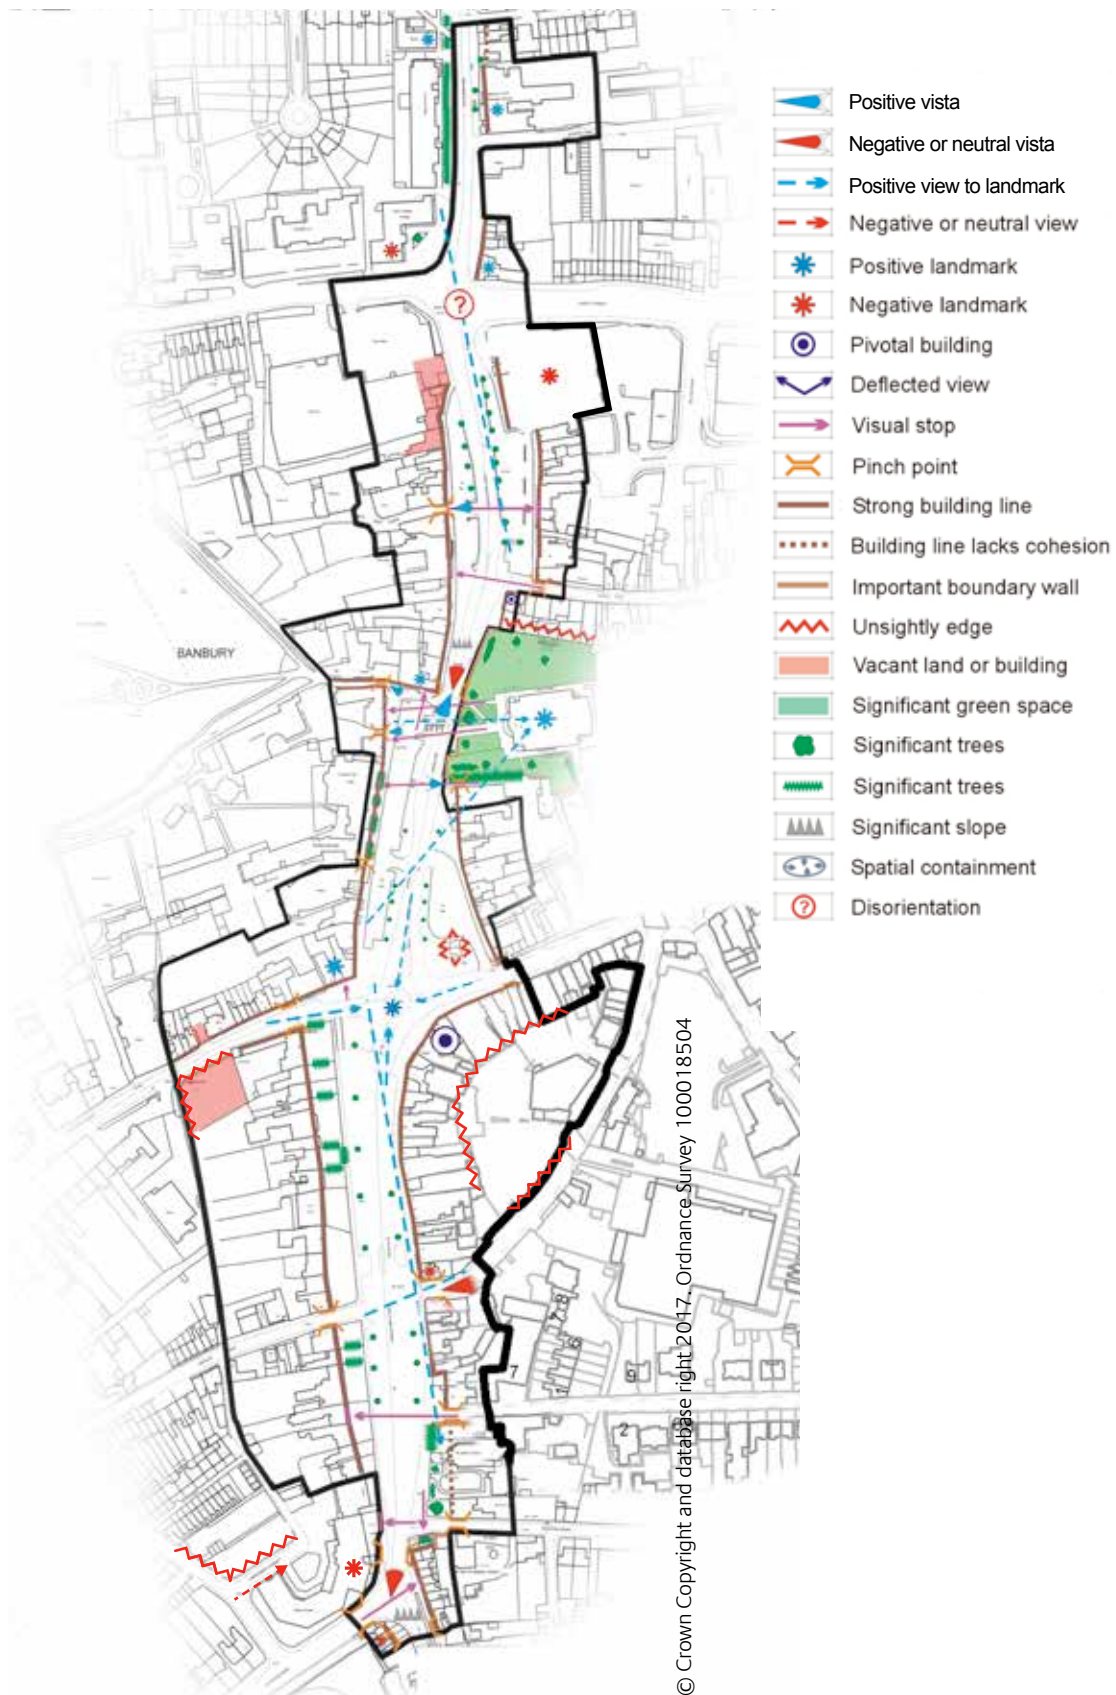 Positive vista
Negative or neutral vista
Positive view to landmark
Negative or neutral view
Positive landmark
Negative landmark
Pivotal building
Deflected view
Visual stop
Pinch point
Strong building line
Building line lacks cohesion
Important boundary wall
Unsightly edge
Vacant land or building
Significant green space
Significant trees
Significant trees
Significant slope
Spatial containment
? Disorientation
?
BANBURY
7
9
2
© Crown Copyright and database right 2017. Ordnance Survey 100018504